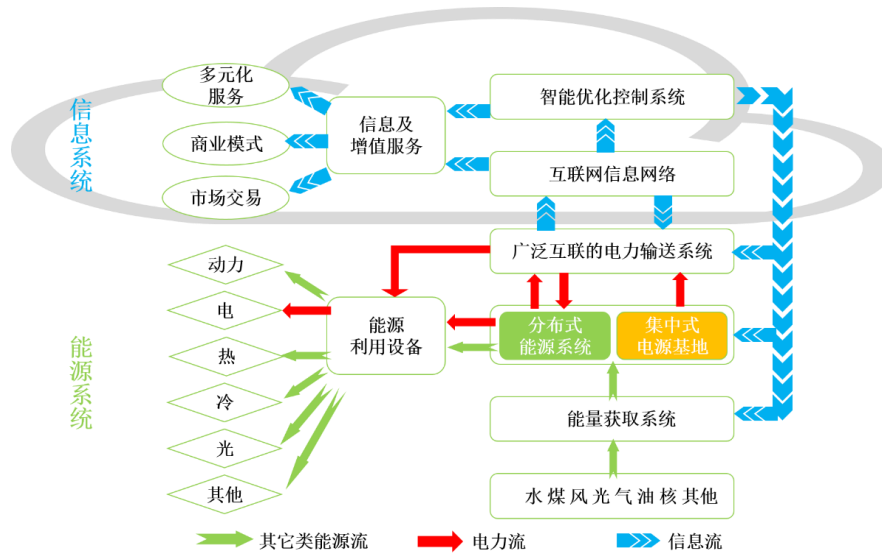 信息系统
多元化
服务
商业模式
市场交易
信息及
增值服务
智能优化控制系统
互联网信息网络
广泛互联的电力输送系统
能源系统
动力
电
热
冷
光
其他
能源
利用设备
分布式
能源系统
集中式
电源基地
能量获取系统
水 煤 风 光 气 油 核 其他
其它类能源流
电力流
信息流